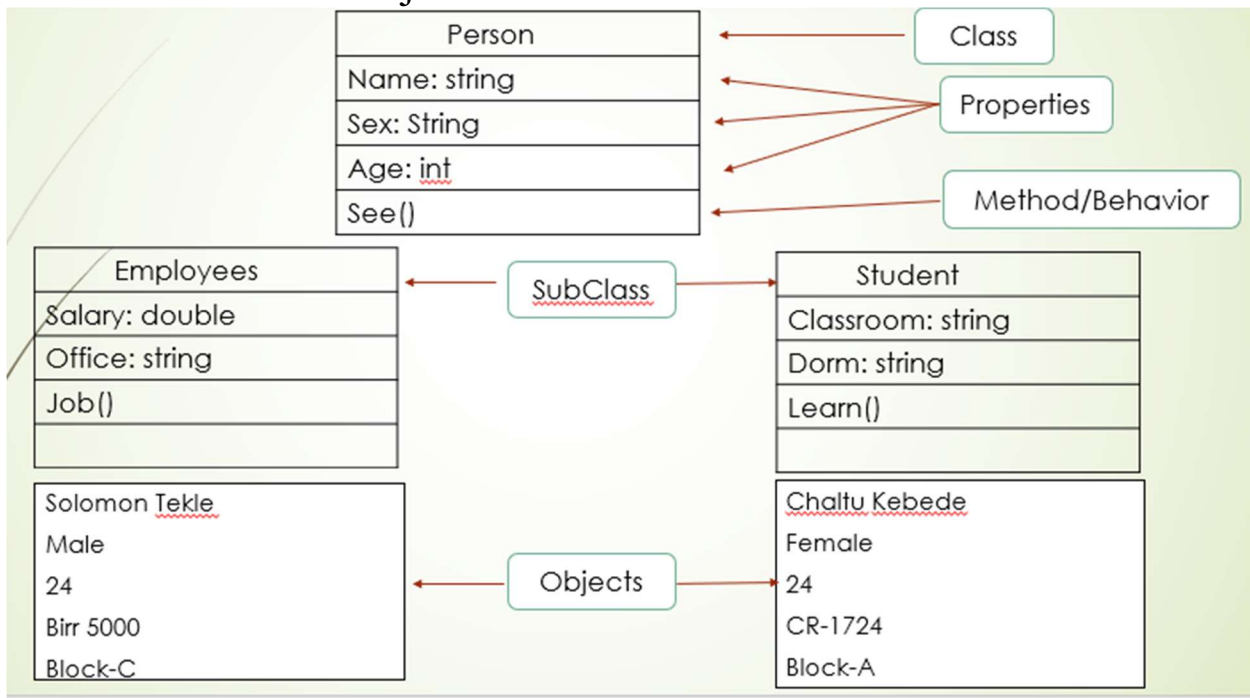 Person
Class
Name: string
Properties
Sex: String
Age: int
Method/Behavior
See()
Employees
SubClass
Student
Salary: double
Classroom: string
Office: string
Dorm: string
Job()
Learn()
Solomon Tekle
Male
24
Birr 5000
Block-C
Objects
Chaltu Kebede
Female
24
CR-1724
Block-A